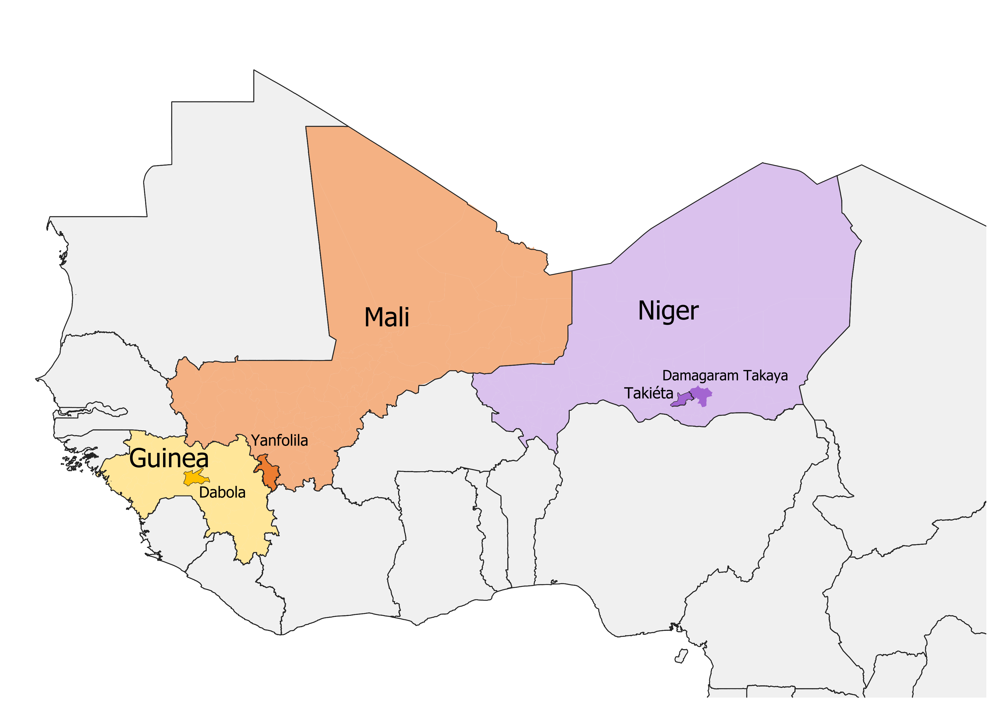 Mali
Niger
Damagaram Takaya
Takiéta
Yanfolila
Guinea
Dabola